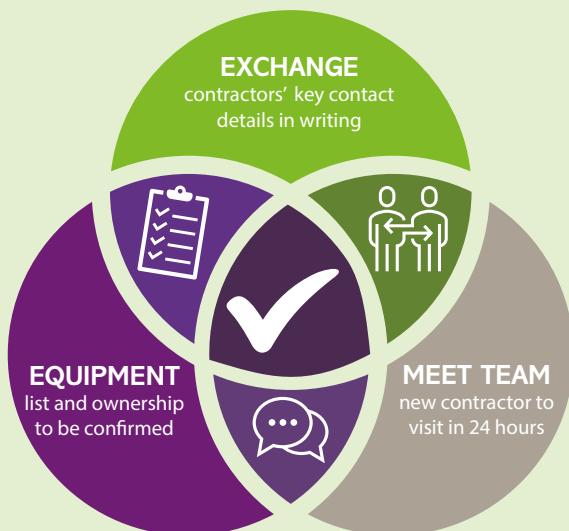 EXCHANGE
contractors’ key contact
details in writing
EQUIPMENT
list and ownership
to be confirmed
MEET TEAM
new contractor to
visit in 24 hours